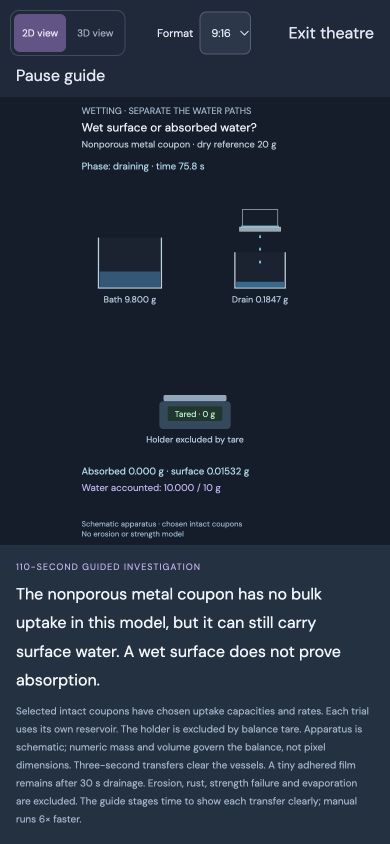 2D view 3D view Format 9:16 Exit theatre
Pause guide
WETTING · SEPARATE THE WATER PATHS
Wet surface or absorbed water?
Nonporous metal coupon · dry reference 20 g
Phase: draining · time 75.8 s
Bath 9.800 g Drain 0.1847 g
Tared · 0 g
Holder excluded by tare
Absorbed 0.000 g · surface 0.01532 g
Water accounted: 10.000 / 10 g
Schematic apparatus · chosen intact coupons
No erosion or strength model
110-SECOND GUIDED INVESTIGATION
The nonporous metal coupon has no bulk
uptake in this model, but it can still carry
surface water. A wet surface does not prove
absorption.
Selected intact coupons have chosen uptake capacities and rates. Each trial
uses its own reservoir. The holder is excluded by balance tare. Apparatus is
schematic; numeric mass and volume govern the balance, not pixel
dimensions. Three-second transfers clear the vessels. A tiny adhered film
remains after 30 s drainage. Erosion, rust, strength failure and evaporation
are excluded. The guide stages time to show each transfer clearly; manual
runs 6× faster.